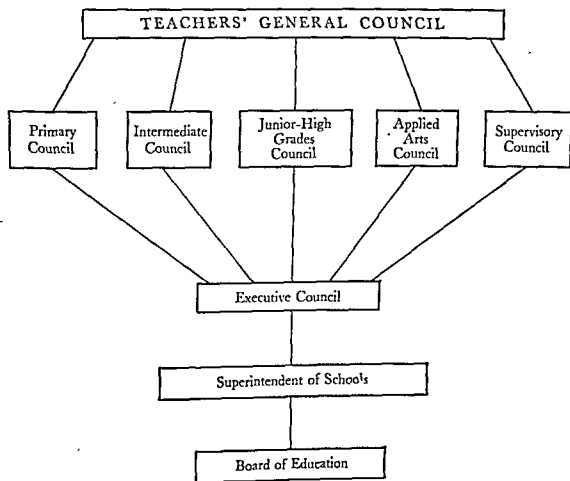 TEACHERS' GENERAL COUNCIL
Primary
Council
Intermediate
Council
Junior-High
Grades
Council
Applied
Arts
Council
Supervisory
Council
Executive Council
Superintendent of Schools
Board of Education